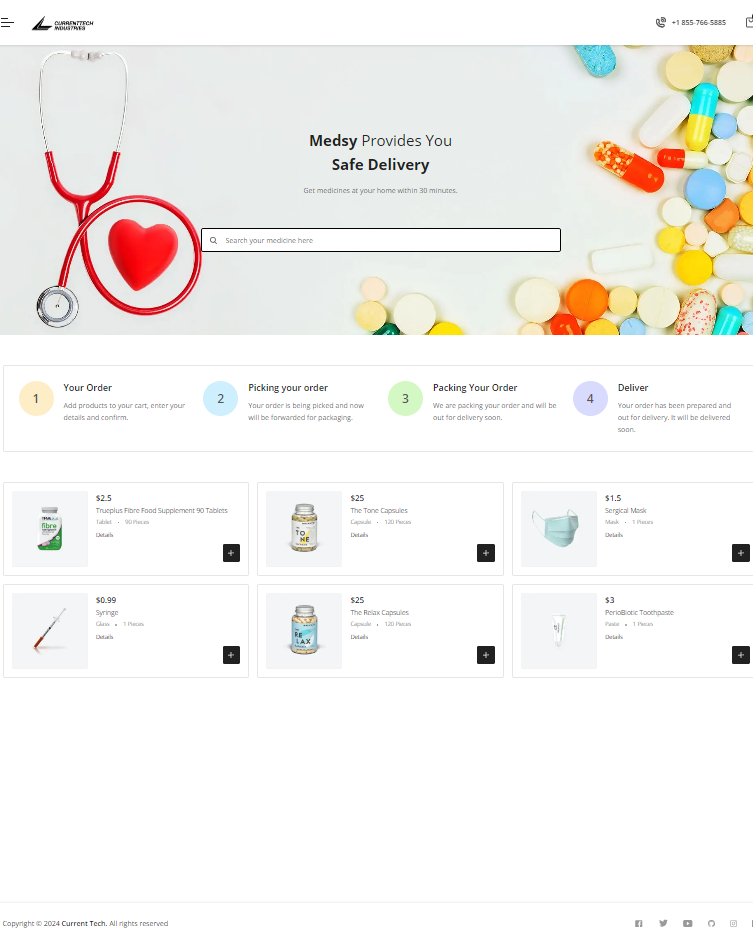 CURRENTTECH
INDUSTRIES
+1 855-766-5885
Medsy Provides You
Safe Delivery
Get medicines at your home within 30 minutes.
Search your medicine here
1
Your Order
Add products to your cart, enter your
details and confirm.
2
Picking your order
Your order is being picked and now
will be forwarded for packaging.
3
Packing Your Order
We are packing your order and will be
out for delivery soon.
4
Deliver
Your order has been prepared and
out for delivery. It will be delivered
soon.
fibre
$2.5
Trueplus Fibre Food Supplement 90 Tablets
Tablet • 90 Pieces
Details
+
TO
NE
$25
The Tone Capsules
Capsule • 120 Pieces
Details
+
$1.5
Sergical Mask
Mask • 1 Pieces
Details
+
$0.99
Syringe
Glass • 1 Pieces
Details
+
RE
LAX
$25
The Relax Capsules
Capsule • 120 Pieces
Details
+
$3
PerioBiotic Toothpaste
Paste • 1 Pieces
Details
+
Copyright © 2024 Current Tech. All rights reserved